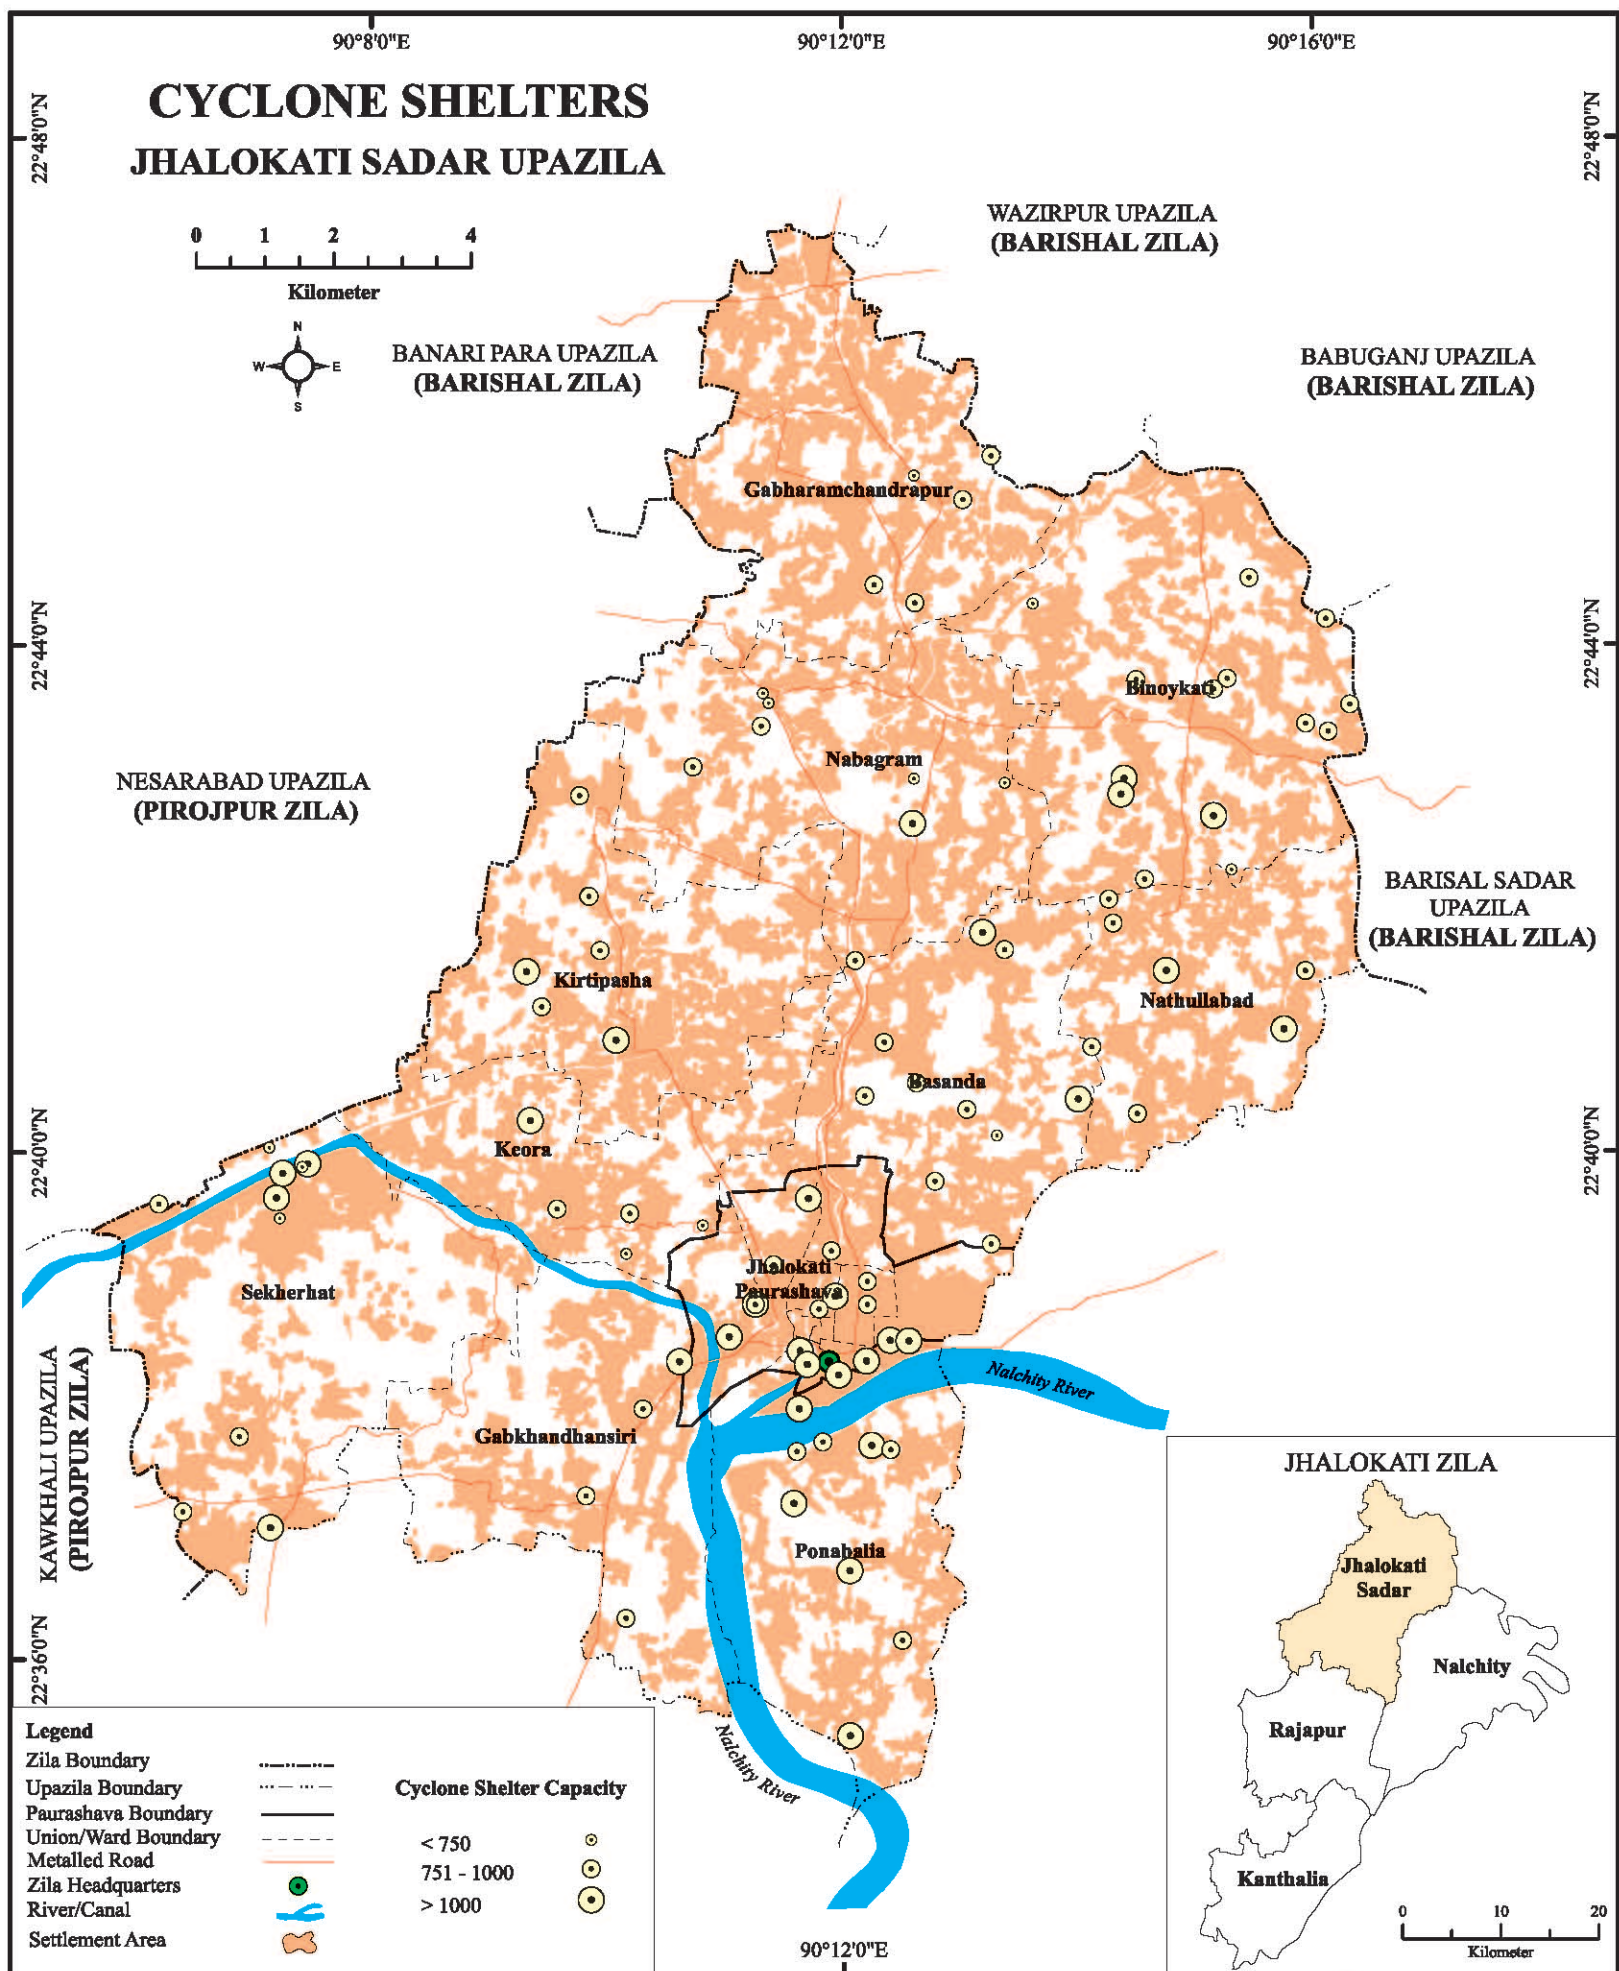 90°8'0"E
90°12'0"E
90°16'0"E
CYCLONE SHELTERS
JHALOKATI SADAR UPAZILA
22°48'0"N
22°48'0"N
0 1 2 4
Kilometer
N
W E
S
WAZIRPUR UPAZILA
(BARISHAL ZILA)
BANARI PARA UPAZILA
(BARISHAL ZILA)
BABUGANJ UPAZILA
(BARISHAL ZILA)
Gabharamchandrapur
22°44'0"N
22°44'0"N
Binoykati
Nabagram
NESARABAD UPAZILA
(PIROJPUR ZILA)
BARISAL SADAR
UPAZILA
(BARISHAL ZILA)
Kirtipasha
Nathullabad
Basanda
Keora
22°40'0"N
22°40'0"N
Jhalokati
Paurashava
Sekherhat
Nalchity River
KAWKHALI UPAZILA
(PIROJPUR ZILA)
Gabkhandhansiri
Ponabalia
22°36'0"N
Nalchity River
Legend
Zila Boundary
Upazila Boundary
Paurashava Boundary
Union/Ward Boundary
Metalled Road
Zila Headquarters
River/Canal
Settlement Area
Cyclone Shelter Capacity
< 750
751 - 1000
> 1000
90°12'0"E
JHALOKATI ZILA
Jhalokati
Sadar
Nalchity
Rajapur
Kanthalia
0 10 20
Kilometer